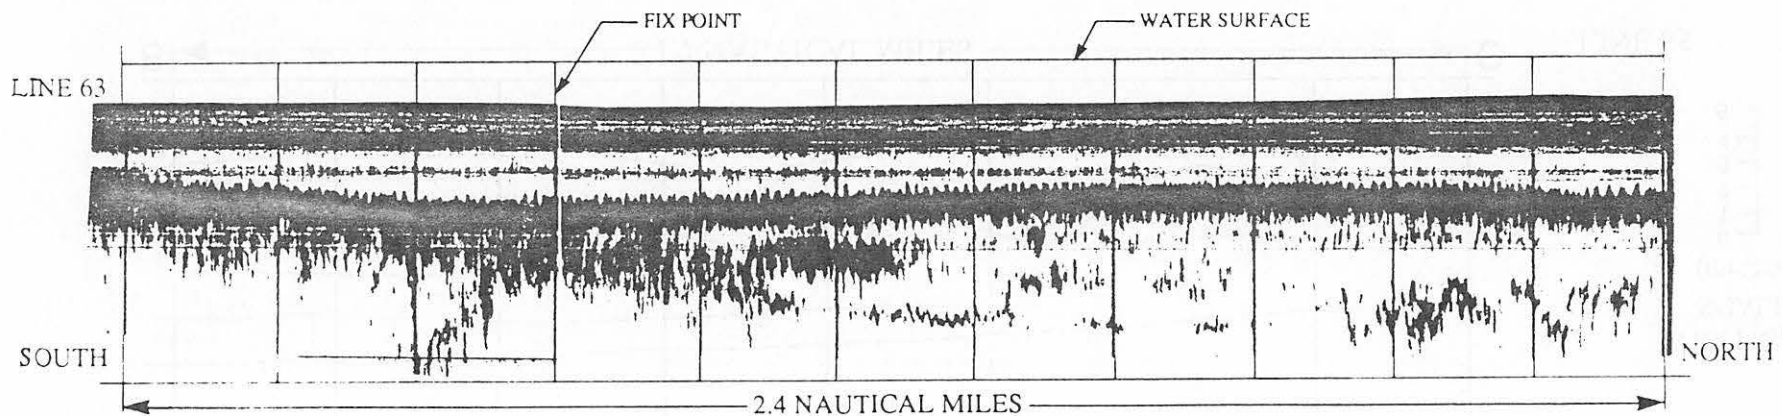 FIX POINT
WATER SURFACE
LINE 63
SOUTH
NORTH
2.4 NAUTICAL MILES